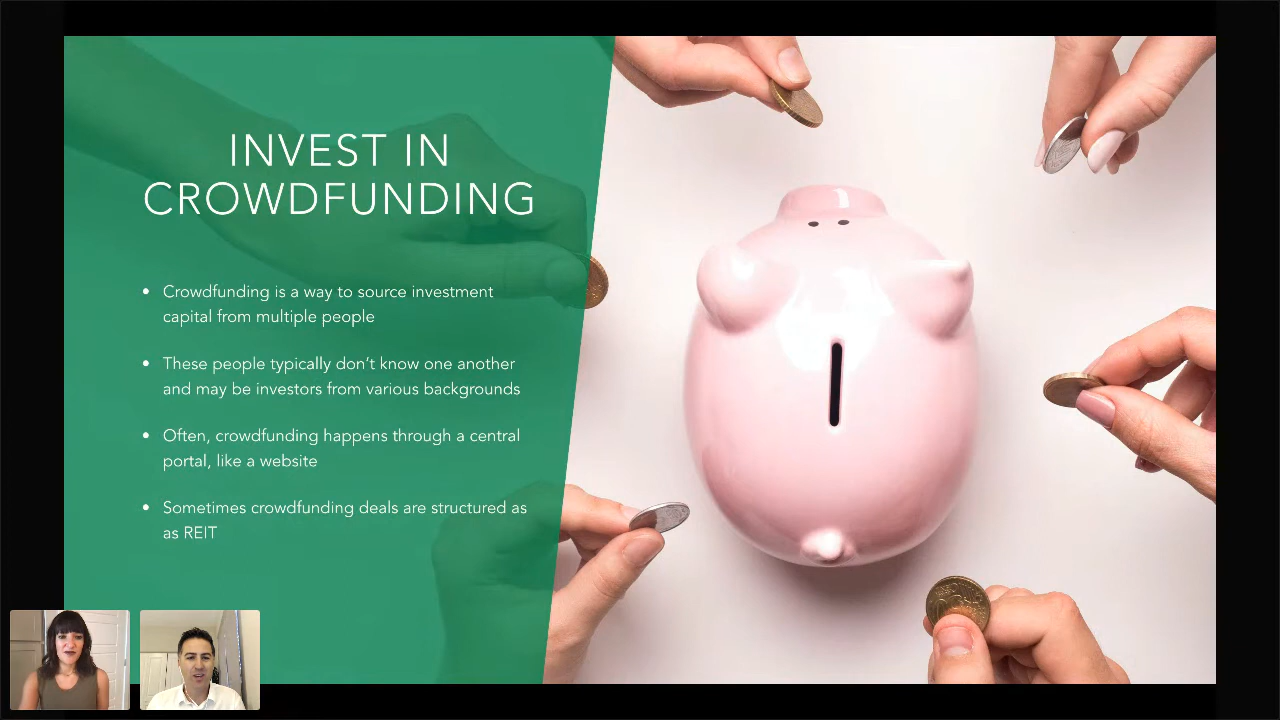 INVEST IN
CROWDFUNDING
• Crowdfunding is a way to source investment
capital from multiple people
• These people typically don't know one another
and may be investors from various backgrounds
• Often, crowdfunding happens through a central
portal, like a website
• Sometimes crowdfunding deals are structured as
as REIT